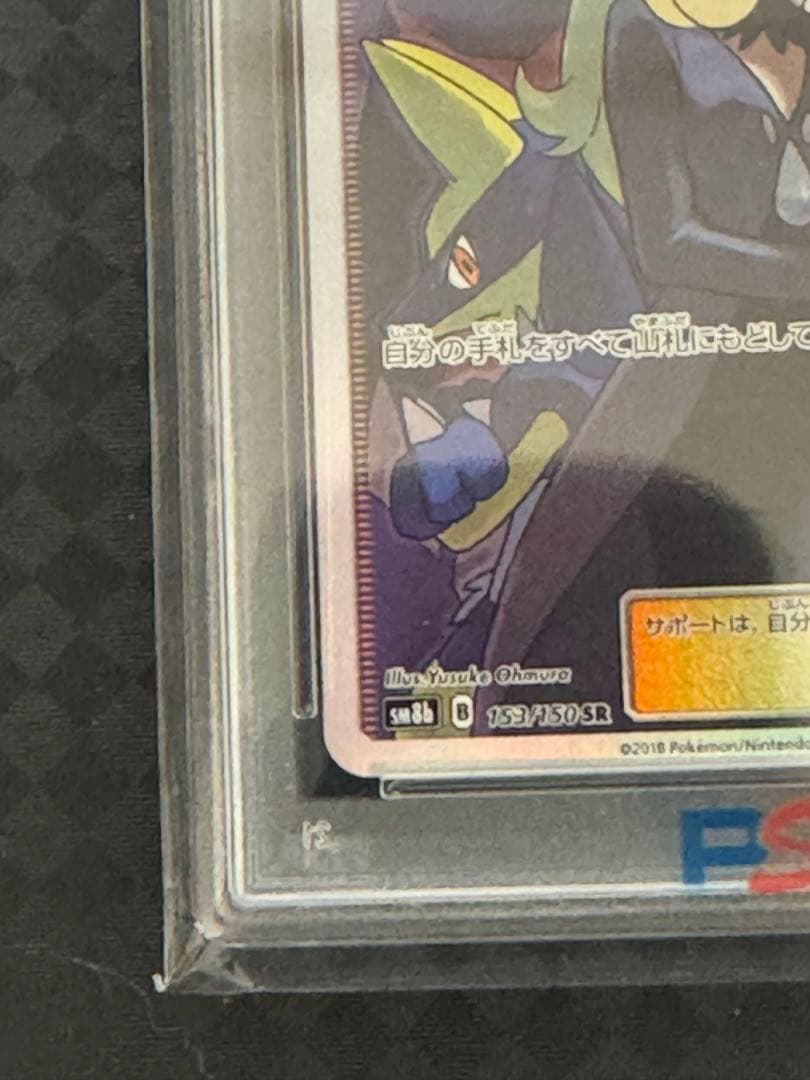 自分の手札をすべて山札にもどして
サポートは、自分
Illus. Yusuke Ohmura
SM8b B 153/150 SR
©2018 Pokémon/Nintendo
PS